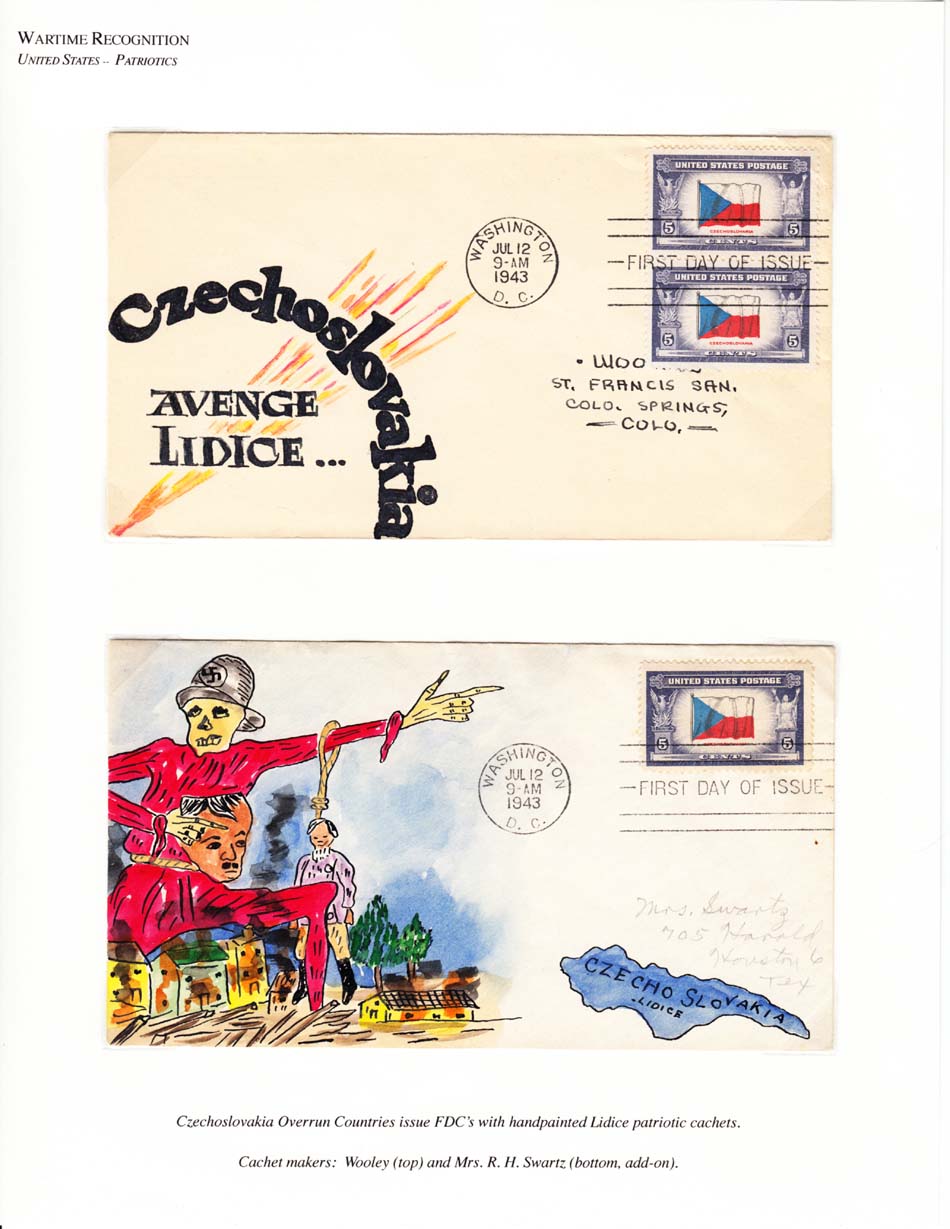 WARTIME RECOGNITION
UNITED STATES -- PATRIOTICS
UNITED STATES POSTAGE
CZECHOSLOVAKIA
5 5
CENTS
WASHINGTON
JUL 12
9-AM
1943
D. C.
FIRST DAY OF ISSUE
UNITED STATES POSTAGE
CZECHOSLOVAKIA
5 5
CENTS
Czechoslovakia
AVENGE
LIDICE ...
ST. FRANCIS SAN.
COLO. SPRINGS,
— COLO, —
UNITED STATES POSTAGE
5 5
CENTS
WASHINGTON
JUL 12
9-AM
1943
D. C.
FIRST DAY OF ISSUE
Mrs. Swartz
705 Harold
Houston 6
Tex
CZECHO SLOVAKIA
-LIDICE
Czechoslovakia Overrun Countries issue FDC's with handpainted Lidice patriotic cachets.
Cachet makers: Wooley (top) and Mrs. R. H. Swartz (bottom, add-on).